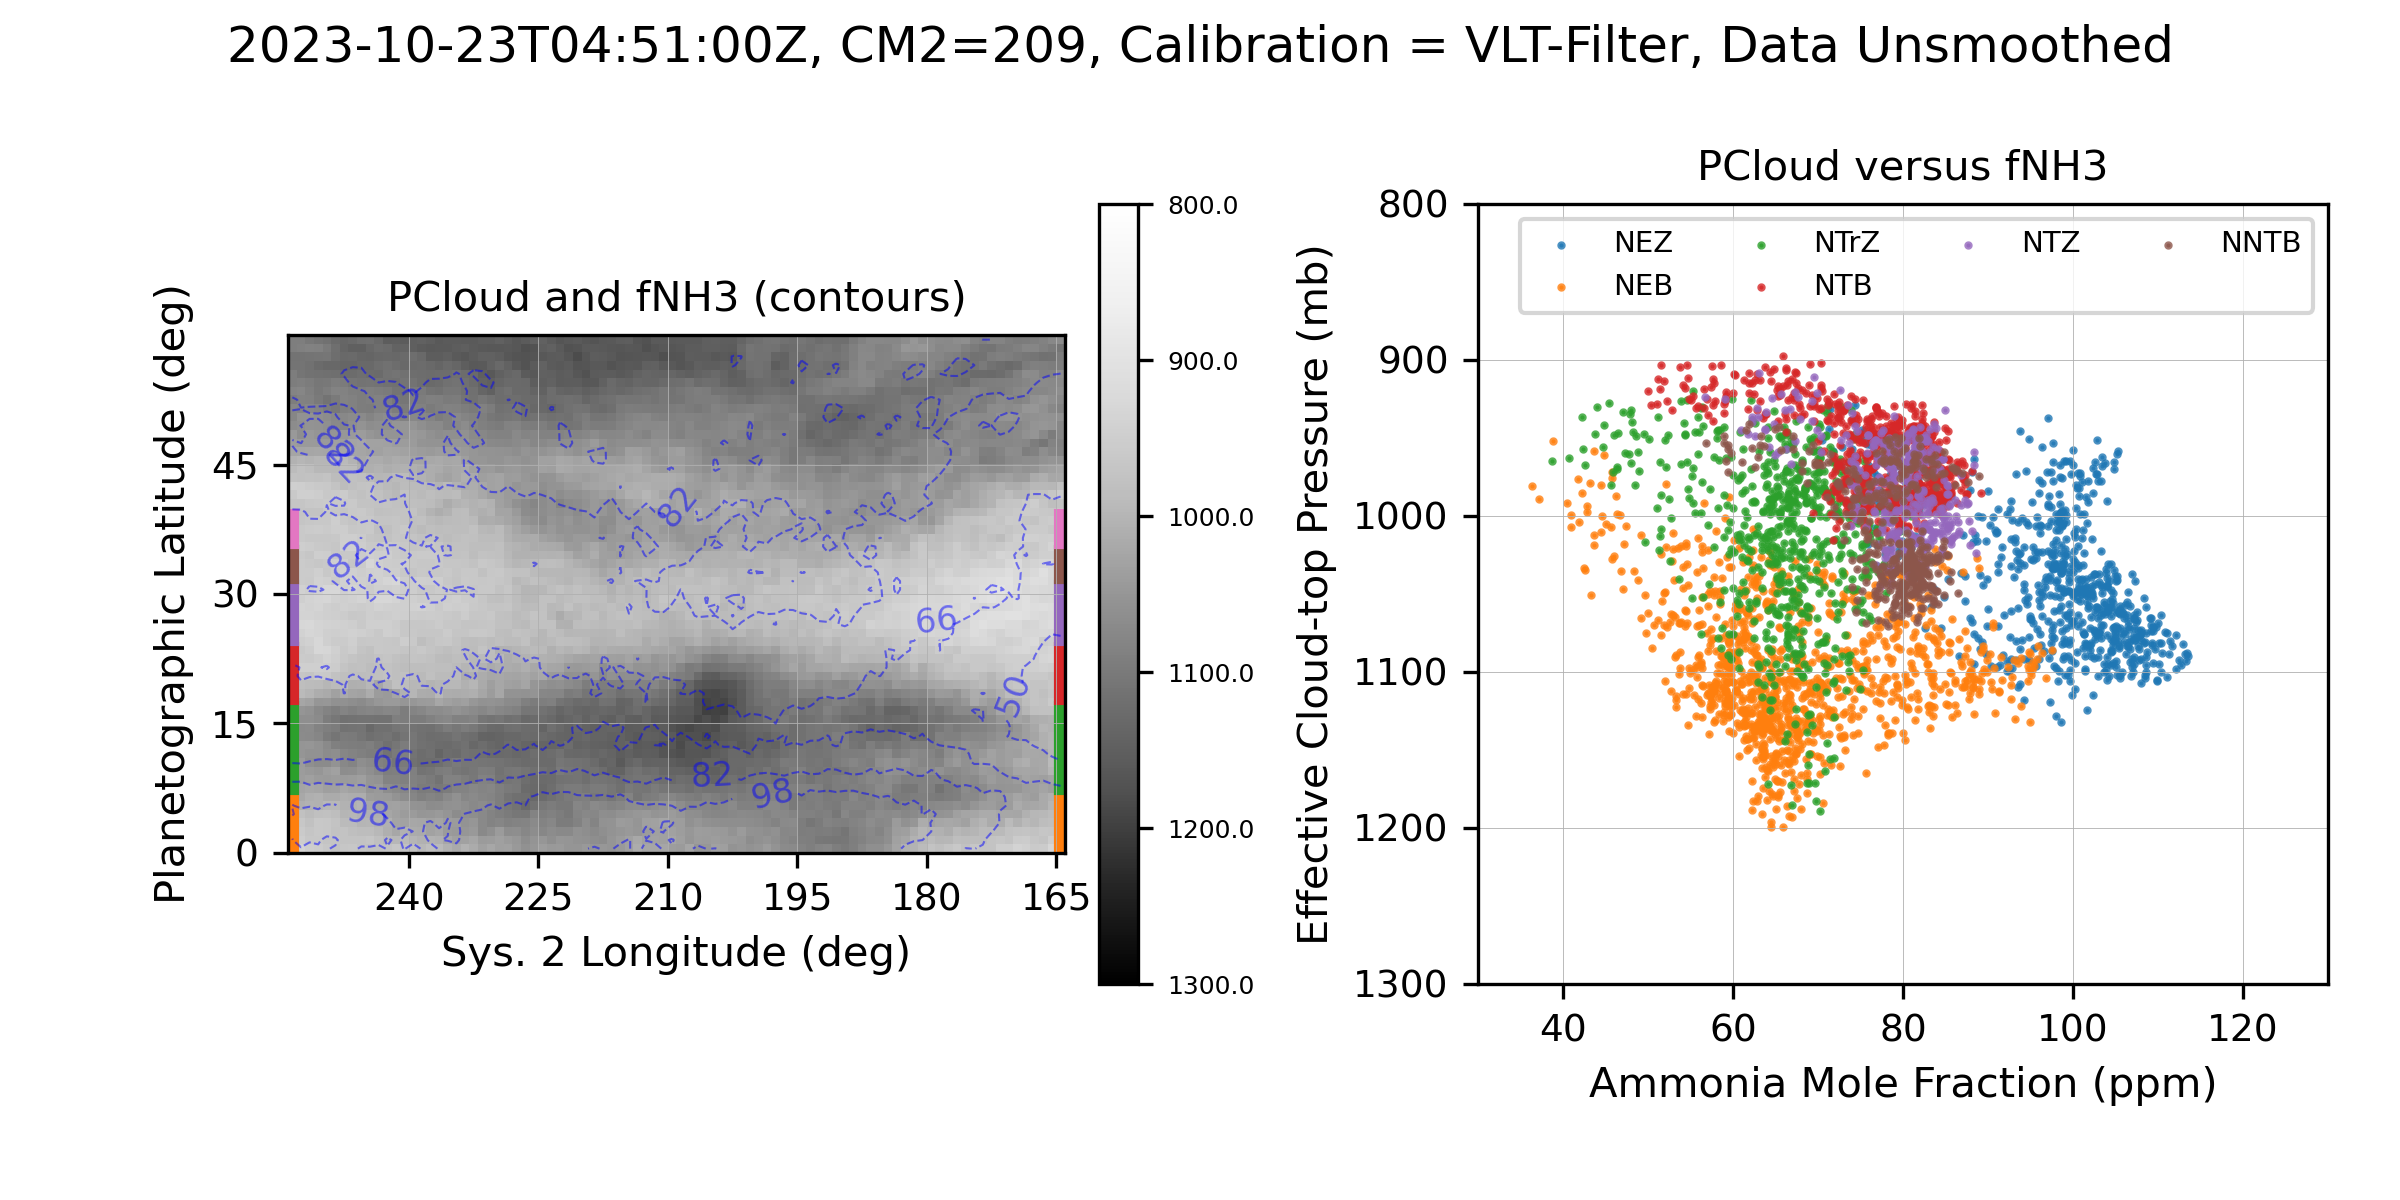 2023-10-23T04:51:00Z, CM2=209, Calibration = VLT-Filter, Data Unsmoothed
PCloud and fNH3 (contours)
Planetographic Latitude (deg)
45
30
15
0
240
225
210
195
180
165
Sys. 2 Longitude (deg)
82
82
82
82
82
66
50
66
82
98
98
800.0
900.0
1000.0
1100.0
1200.0
1300.0
PCloud versus fNH3
Effective Cloud-top Pressure (mb)
800
900
1000
1100
1200
1300
NEZ
NTrZ
NTZ
NNTB
NEB
NTB
40
60
80
100
120
Ammonia Mole Fraction (ppm)